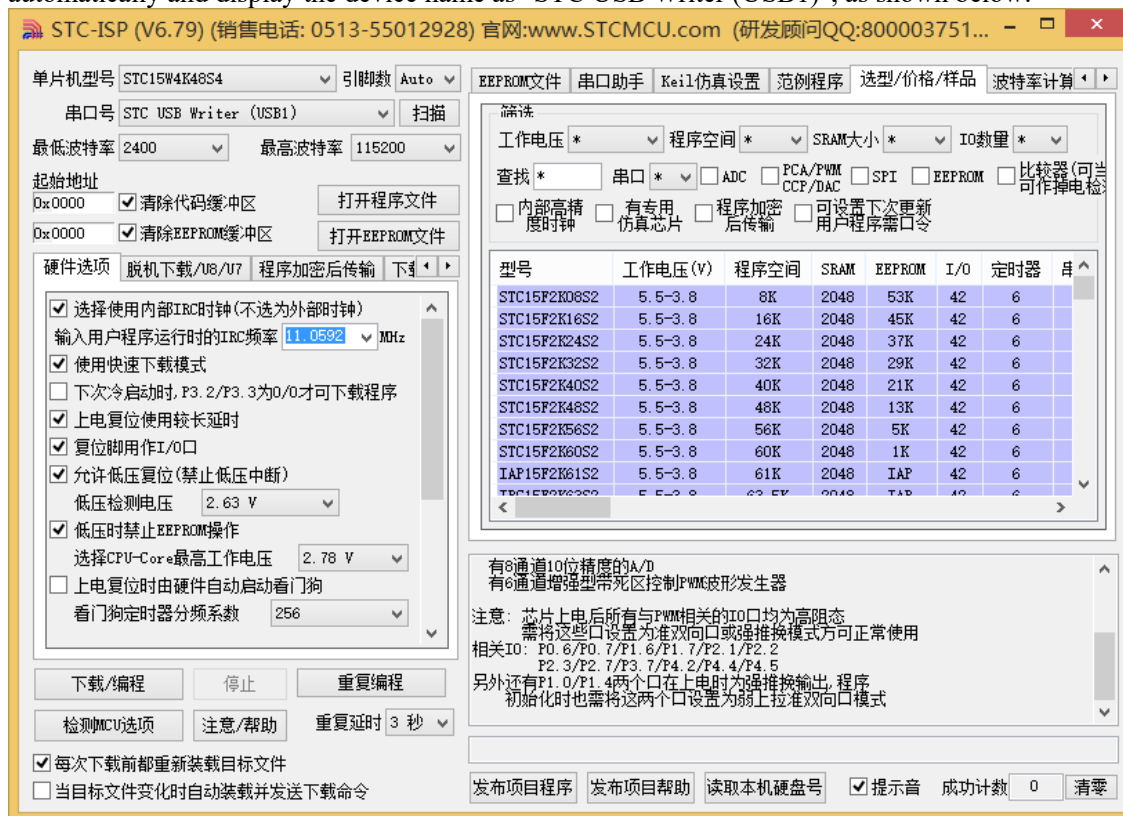 automatically and display the device name as "STC USB Writer (USB1)", as shown below:
STC-ISP (V6.79) (销售电话: 0513-55012928) 官网:www.STCMCU.com (研发顾问QQ:800003751...
单片机型号 STC15W4K48S4 引脚数 Auto
串口号 STC USB Writer (USB1) 扫描
最低波特率 2400 最高波特率 115200
起始地址
0x0000 清除代码缓冲区 打开程序文件
0x0000 清除EEPROM缓冲区 打开EEPROM文件
硬件选项 脱机下载/U8/U7 程序加密后传输
选择使用内部IRC时钟(不选为外部时钟)
输入用户程序运行时的IRC频率 11.0592 MHz
使用快速下载模式
下次冷启动时,P3.2/P3.3为0/0才可下载程序
上电复位使用较长延时
复位脚用作I/O口
允许低压复位(禁止低压中断)
低压检测电压 2.63 V
低压时禁止EEPROM操作
选择CPU-Core最高工作电压 2.78 V
上电复位时由硬件自动启动看门狗
看门狗定时器分频系数 256
下载/编程 停止 重复编程
检测MCU选项 注意/帮助 重复延时 3 秒
每次下载前都重新装载目标文件
当目标文件变化时自动装载并发送下载命令
EEPROM文件 串口助手 Keil仿真设置 范例程序 选型/价格/样品 波特率计算
筛选
工作电压 * 程序空间 * SRAM大小 * IO数量 *
查找 * 串口 * ADC PCA/PWM CCP/DAC SPI EEPROM 比较器(可当 可作掉电检
内部高精度时钟 有专用仿真芯片 程序加密后传输 可设置下次更新用户程序需口令
型号 工作电压(V) 程序空间 SRAM EEPROM I/O 定时器
STC15F2K08S2 5.5-3.8 8K 2048 53K 42 6
STC15F2K16S2 5.5-3.8 16K 2048 45K 42 6
STC15F2K24S2 5.5-3.8 24K 2048 37K 42 6
STC15F2K32S2 5.5-3.8 32K 2048 29K 42 6
STC15F2K40S2 5.5-3.8 40K 2048 21K 42 6
STC15F2K48S2 5.5-3.8 48K 2048 13K 42 6
STC15F2K56S2 5.5-3.8 56K 2048 5K 42 6
STC15F2K60S2 5.5-3.8 60K 2048 1K 42 6
IAP15F2K61S2 5.5-3.8 61K 2048 IAP 42 6
有8通道10位精度的A/D
有6通道增强型带死区控制PWM波形发生器
注意: 芯片上电后所有与PWM相关的IO口均为高阻态
需将这些口设置为准双向口或强推挽模式方可正常使用
相关IO: P0.6/P0.7/P1.6/P1.7/P2.1/P2.2
P2.3/P2.7/P3.7/P4.2/P4.4/P4.5
另外还有P1.0/P1.4两个口在上电时为强推挽输出,程序
初始化时也需将这两个口设置为弱上拉准双向口模式
发布项目程序 发布项目帮助 读取本机硬盘号 提示音 成功计数 0 清零